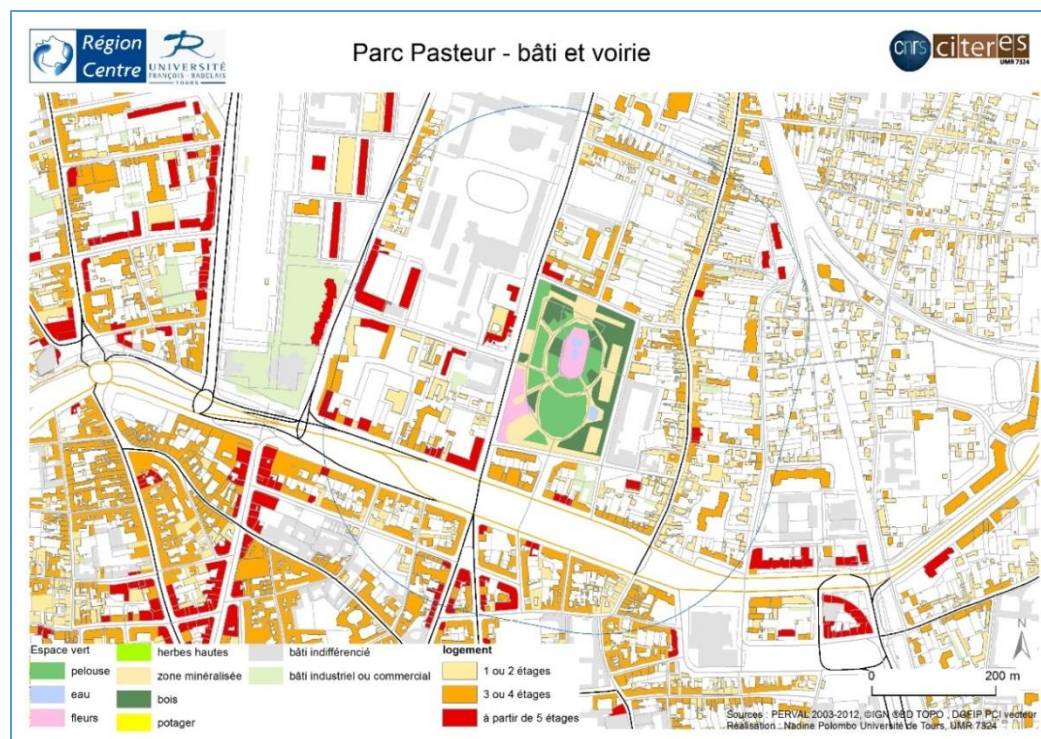 Région
Centre
UNIVERSITÉ
FRANÇOIS - RABELAIS
TOURS
Parc Pasteur - bâti et voirie
cnrs
citeres
UMR 7324
Espace vert
pelouse
eau
fleurs
herbes hautes
zone minéralisée
bois
potager
bâti indifférencié
bâti industriel ou commercial
logement
1 ou 2 étages
3 ou 4 étages
à partir de 5 étages
N
0 200 m
Sources : PERVAL 2003-2012, ©IGN ®BD TOPO , DGFIP PCI vecteur
Réalisation : Nadine Polombo Université de Tours, UMR 7324